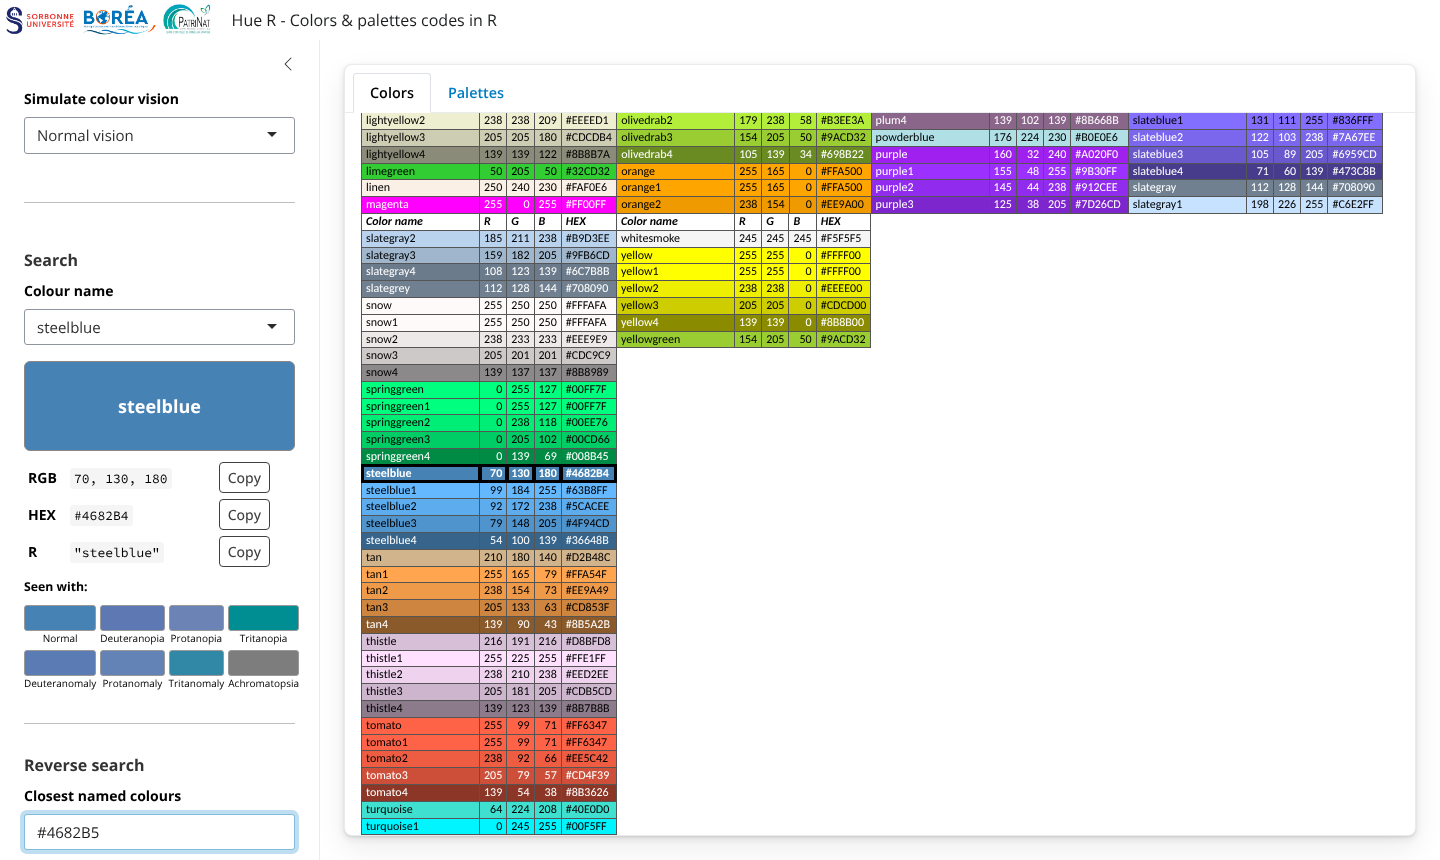 SORBONNE
UNIVERSITÉ
BORÉA
PATRINAT
Hue R - Colors & palettes codes in R
Simulate colour vision
Normal vision
Search
Colour name
steelblue
steelblue
RGB 70, 130, 180 Copy
HEX #4682B4 Copy
R "steelblue" Copy
Seen with:
Normal Deuteranopia Protanopia Tritanopia
Deuteranomaly Protanomaly Tritanomaly Achromatopsia
Reverse search
Closest named colours
#4682B5
Colors Palettes
lightyellow2 238 238 209 #EEEED1 olivedrab2 179 238 58 #B3EE3A plum4 139 102 139 #8B668B slateblue1 131 111 255 #836FFF
lightyellow3 205 205 180 #CDCDB4 olivedrab3 154 205 50 #9ACD32 powderblue 176 224 230 #B0E0E6 slateblue2 122 103 238 #7A67EE
lightyellow4 139 139 122 #8B8B7A olivedrab4 105 139 34 #698B22 purple 160 32 240 #A020F0 slateblue3 105 89 205 #6959CD
limegreen 50 205 50 #32CD32 orange 255 165 0 #FFA500 purple1 155 48 255 #9B30FF slateblue4 71 60 139 #473C8B
linen 250 240 230 #FAF0E6 orange1 255 165 0 #FFA500 purple2 145 44 238 #912CEE slategray 112 128 144 #708090
magenta 255 0 255 #FF00FF orange2 238 154 0 #EE9A00 purple3 125 38 205 #7D26CD slategray1 198 226 255 #C6E2FF
Color name R G B HEX Color name R G B HEX
slategray2 185 211 238 #B9D3EE whitesmoke 245 245 245 #F5F5F5
slategray3 159 182 205 #9FB6CD yellow 255 255 0 #FFFF00
slategray4 108 123 139 #6C7B8B yellow1 255 255 0 #FFFF00
slategrey 112 128 144 #708090 yellow2 238 238 0 #EEEE00
snow 255 250 250 #FFFAFA yellow3 205 205 0 #CDCD00
snow1 255 250 250 #FFFAFA yellow4 139 139 0 #8B8B00
snow2 238 233 233 #EEE9E9 yellowgreen 154 205 50 #9ACD32
snow3 205 201 201 #CDC9C9
snow4 139 137 137 #8B8989
springgreen 0 255 127 #00FF7F
springgreen1 0 255 127 #00FF7F
springgreen2 0 238 118 #00EE76
springgreen3 0 205 102 #00CD66
springgreen4 0 139 69 #008B45
steelblue 70 130 180 #4682B4
steelblue1 99 184 255 #63B8FF
steelblue2 92 172 238 #5CACEE
steelblue3 79 148 205 #4F94CD
steelblue4 54 100 139 #36648B
tan 210 180 140 #D2B48C
tan1 255 165 79 #FFA54F
tan2 238 154 73 #EE9A49
tan3 205 133 63 #CD853F
tan4 139 90 43 #8B5A2B
thistle 216 191 216 #D8BFD8
thistle1 255 225 255 #FFE1FF
thistle2 238 210 238 #EED2EE
thistle3 205 181 205 #CDB5CD
thistle4 139 123 139 #8B7B8B
tomato 255 99 71 #FF6347
tomato1 255 99 71 #FF6347
tomato2 238 92 66 #EE5C42
tomato3 205 79 57 #CD4F39
tomato4 139 54 38 #8B3626
turquoise 64 224 208 #40E0D0
turquoise1 0 245 255 #00F5FF